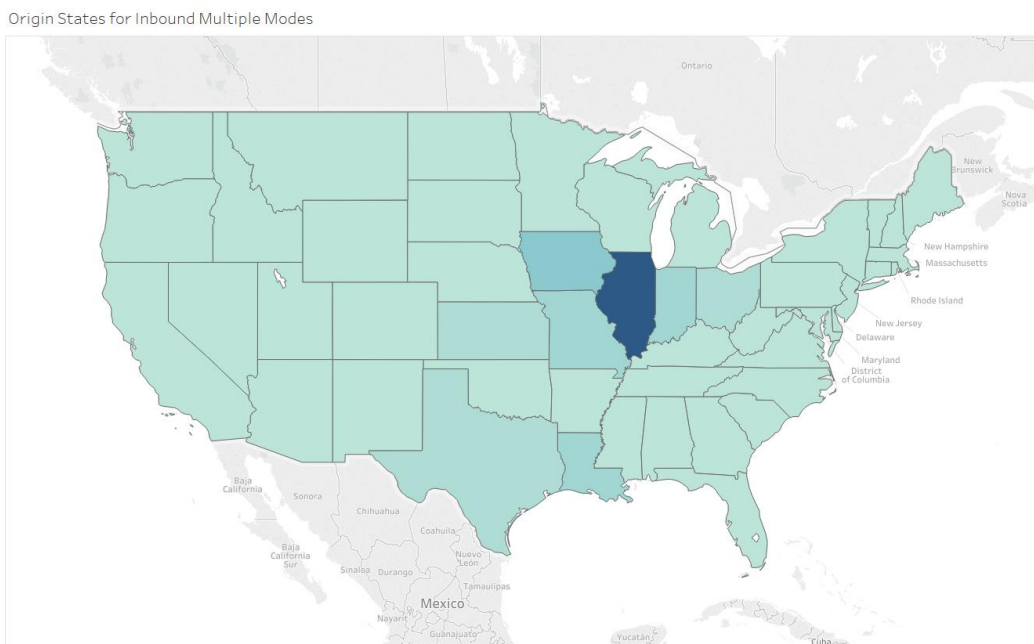 Origin States for Inbound Multiple Modes
Ontario
New
Brunswick
Nova
Scotia
New Hampshire
Massachusetts
Rhode Island
New Jersey
Delaware
Maryland
District
of Columbia
Baja
California
Sonora
Chihuahua
Coahuila
Baja
California
Sur
Nuevo
León
Sinaloa
Durango
Tamaulipas
Mexico
Nayarit
Guanajuato
Yucatán
Cuba